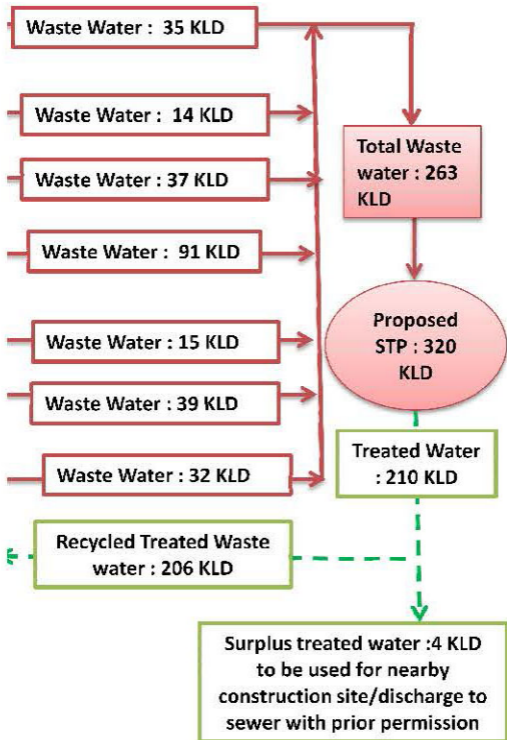 Waste Water : 35 KLD
Waste Water : 14 KLD
Waste Water : 37 KLD
Waste Water : 91 KLD
Waste Water : 15 KLD
Waste Water : 39 KLD
Waste Water : 32 KLD
Total Waste
water : 263
KLD
Proposed
STP : 320
KLD
Treated Water
: 210 KLD
Recycled Treated Waste
water : 206 KLD
Surplus treated water :4 KLD
to be used for nearby
construction site/discharge to
sewer with prior permission